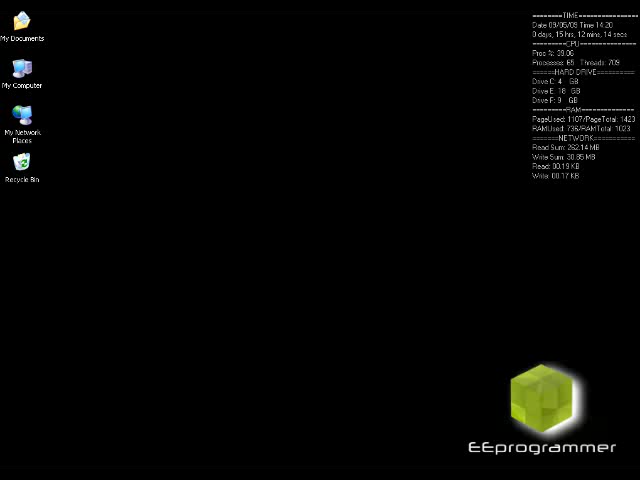 My Documents
My Computer
My Network
Places
Recycle Bin
========TIME===============
Date 09/05/09 Time 14:20
0 days, 15 hrs, 12 mins, 14 secs
=========CPU===============
Proc %: 39.06
Processes: 65 Threads: 709
======HARD DRIVE==========
Drive C: 4 GB
Drive E: 18 GB
Drive F: 9 GB
=========RAM==============
PageUsed: 1107/PageTotal: 1423
RAMUsed: 736/RAMTotal: 1023
=======NETWORK===========
Read Sum: 262.14 MB
Write Sum: 30.85 MB
Read: 00.19 KB
Write: 00.17 KB
EEprogrammer